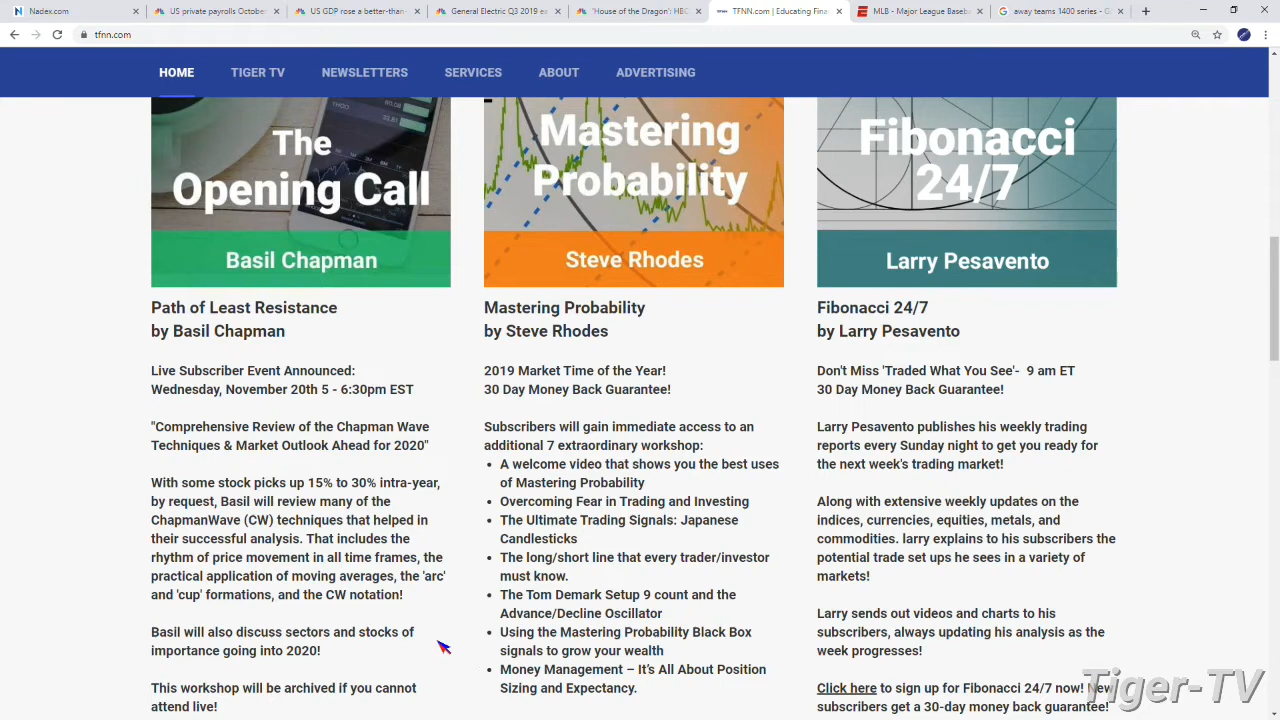 Nadex.com
US private payrolls October
US GDP rose a better-than-
General Electric Q3 2019 ea
"House of the Dragon': HBO
TFNN.com | Educating Finan
MLB - Major League Baseba
away teams 1400 series - G
tfnn.com
HOME TIGER TV NEWSLETTERS SERVICES ABOUT ADVERTISING
The
Opening Call
Basil Chapman
Path of Least Resistance
by Basil Chapman
Live Subscriber Event Announced:
Wednesday, November 20th 5 - 6:30pm EST
"Comprehensive Review of the Chapman Wave
Techniques & Market Outlook Ahead for 2020"
With some stock picks up 15% to 30% intra-year,
by request, Basil will review many of the
ChapmanWave (CW) techniques that helped in
their successful analysis. That includes the
rhythm of price movement in all time frames, the
practical application of moving averages, the 'arc'
and 'cup' formations, and the CW notation!
Basil will also discuss sectors and stocks of
importance going into 2020!
This workshop will be archived if you cannot
attend live!
Mastering
Probability
Steve Rhodes
Mastering Probability
by Steve Rhodes
2019 Market Time of the Year!
30 Day Money Back Guarantee!
Subscribers will gain immediate access to an
additional 7 extraordinary workshop:
• A welcome video that shows you the best uses
of Mastering Probability
• Overcoming Fear in Trading and Investing
• The Ultimate Trading Signals: Japanese
Candlesticks
• The long/short line that every trader/investor
must know.
• The Tom Demark Setup 9 count and the
Advance/Decline Oscillator
• Using the Mastering Probability Black Box
signals to grow your wealth
• Money Management – It's All About Position
Sizing and Expectancy.
Fibonacci
24/7
Larry Pesavento
Fibonacci 24/7
by Larry Pesavento
Don't Miss 'Traded What You See'- 9 am ET
30 Day Money Back Guarantee!
Larry Pesavento publishes his weekly trading
reports every Sunday night to get you ready for
the next week's trading market!
Along with extensive weekly updates on the
indices, currencies, equities, metals, and
commodities. larry explains to his subscribers the
potential trade set ups he sees in a variety of
markets!
Larry sends out videos and charts to his
subscribers, always updating his analysis as the
week progresses!
Click here to sign up for Fibonacci 24/7 now! New
subscribers get a 30-day money back guarantee!
Tiger-TV